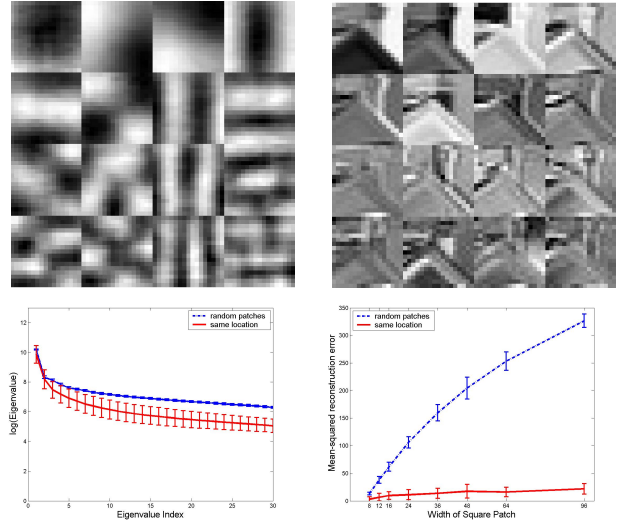 12
10
8
6
4
2
0
log(Eigenvalue)
random patches
same location
0 5 10 15 20 25 30
Eigenvalue Index
350
300
250
200
150
100
50
0
Mean-squared reconstruction error
random patches
same location
8 12 16 24 36 48 64 96
Width of Square Patch